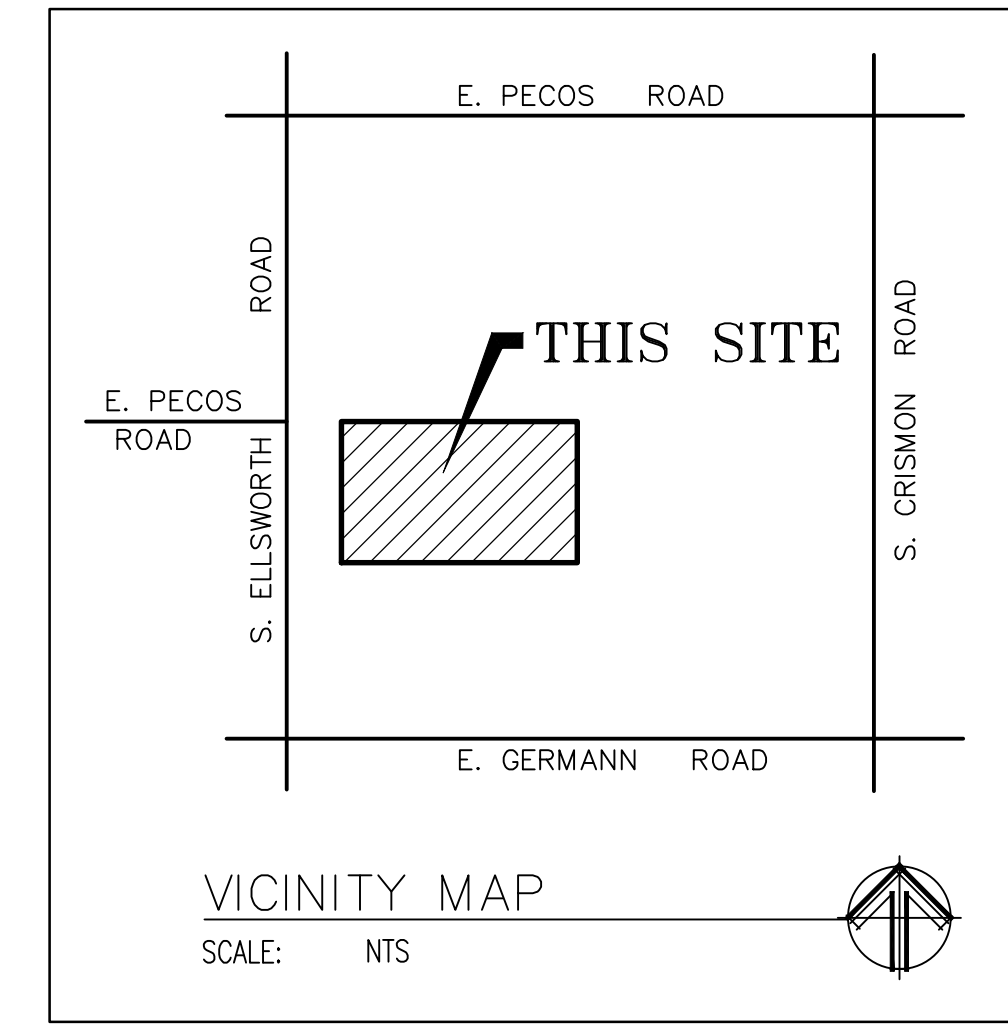 E. PECOS ROAD
ROAD
S. ELLSWORTH
E. PECOS
ROAD
THIS SITE
S. CRISMON ROAD
E. GERMANN ROAD
VICINITY MAP
SCALE: NTS